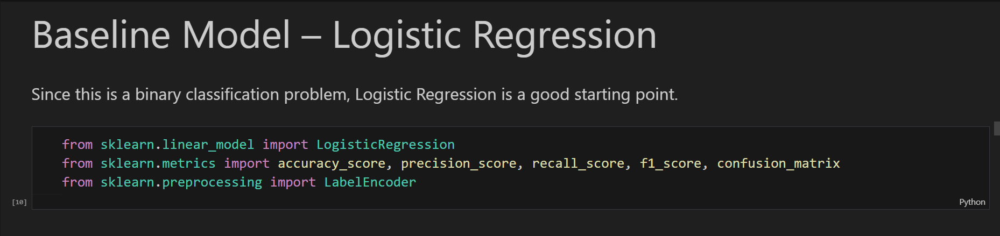 Baseline Model – Logistic Regression
Since this is a binary classification problem, Logistic Regression is a good starting point.
from sklearn.linear_model import LogisticRegression
from sklearn.metrics import accuracy_score, precision_score, recall_score, f1_score, confusion_matrix
from sklearn.preprocessing import LabelEncoder
[10]
Python